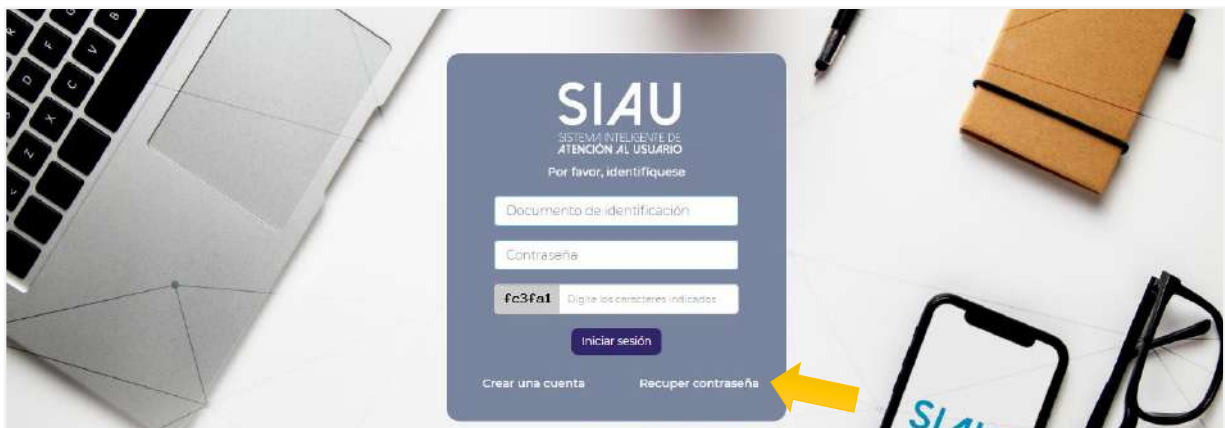 SIAU
SISTEMA INTELIGENTE DE
ATENCIÓN AL USUARIO
Por favor, identifíquese
Documento de identificación
Contraseña
fc3fa1 Digite los caracteres indicados
Iniciar sesión
Crear una cuenta Recuper contraseña
SIAU